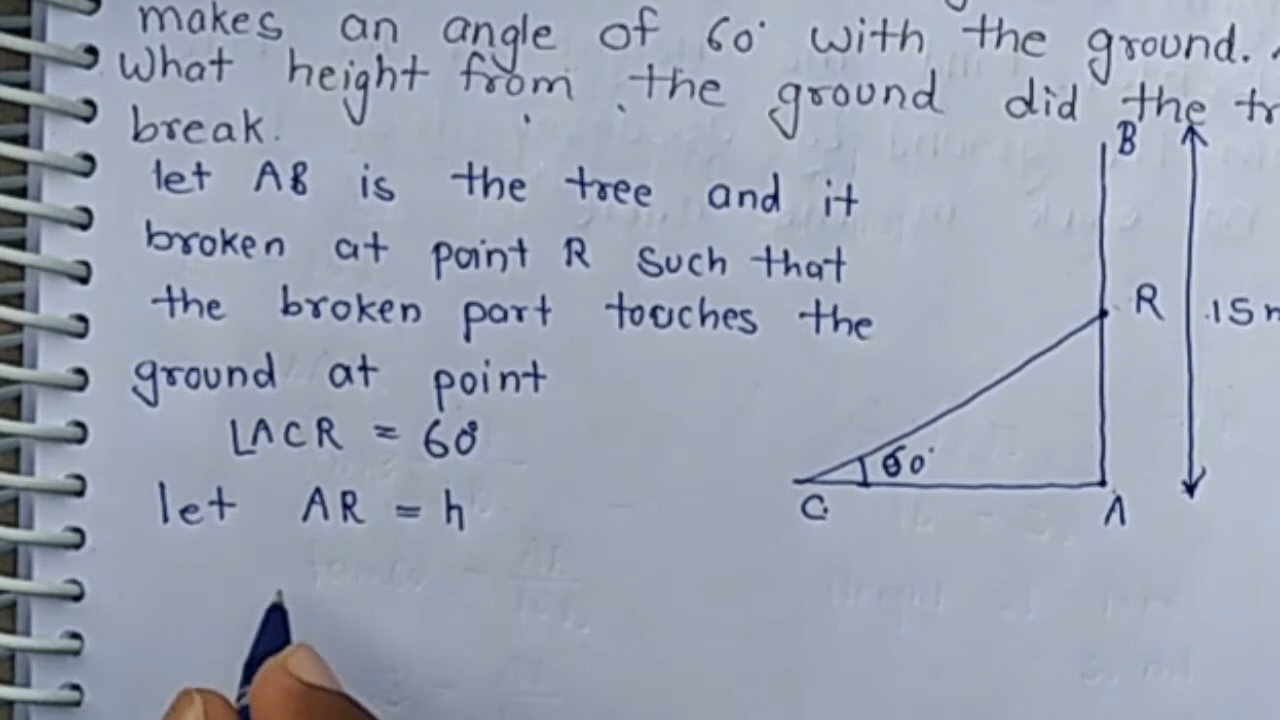 makes an angle of 60° with the ground.
What height from the ground did the
break.
let AB is the tree and it
broken at point R such that
the broken part touches the
ground at point
∠ACR = 60°
let AR = h
B
R
15
60°
C
A